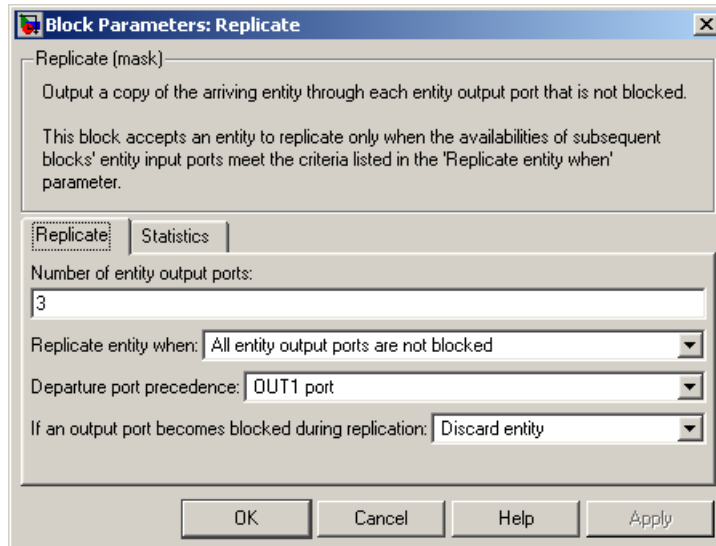 Block Parameters: Replicate
Replicate (mask)
Output a copy of the arriving entity through each entity output port that is not blocked.
This block accepts an entity to replicate only when the availabilities of subsequent
blocks' entity input ports meet the criteria listed in the 'Replicate entity when'
parameter.
Replicate Statistics
Number of entity output ports:
3
Replicate entity when: All entity output ports are not blocked
Departure port precedence: OUT1 port
If an output port becomes blocked during replication: Discard entity
OK Cancel Help Apply